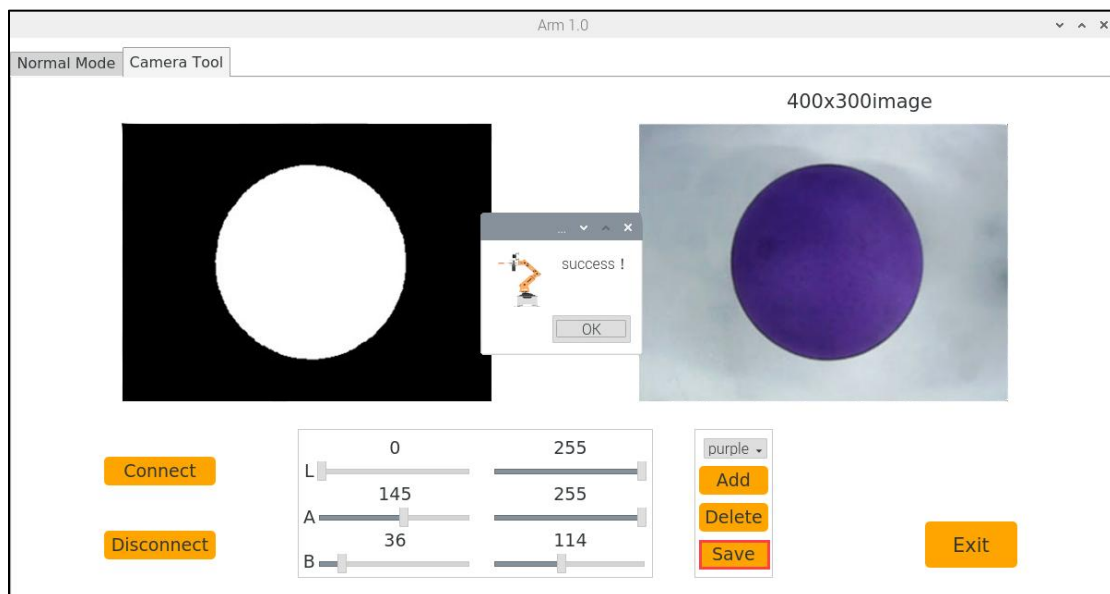 Arm 1.0
Normal Mode Camera Tool
400x300image
...
success !
OK
Connect
Disconnect
0 255
L
145 255
A
36 114
B
purple
Add
Delete
Save
Exit